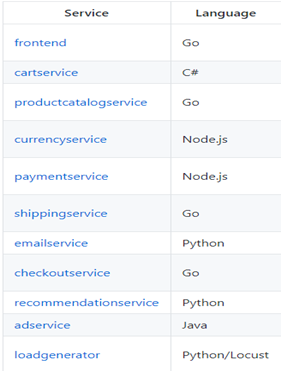 Service Language
frontend Go
cartservice C#
productcatalogservice Go
currencyservice Node.js
paymentservice Node.js
shippingservice Go
emailservice Python
checkoutservice Go
recommendationservice Python
adservice Java
loadgenerator Python/Locust